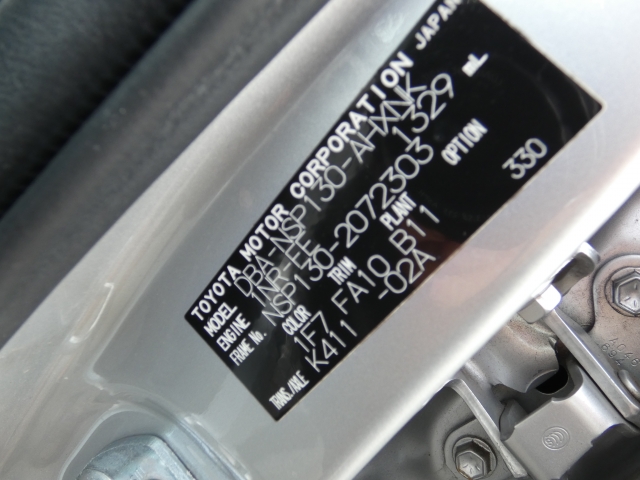 TOYOTA MOTOR CORPORATION JAPAN
MODEL DBA-NSP130-AHXNK
ENGINE 1NR-FE 1329 mL
FRAME No. NSP130-2072303
COLOR TRIM PLANT OPTION
1F7 FA10 B11 330
TRANS./AXLE K411 -02A